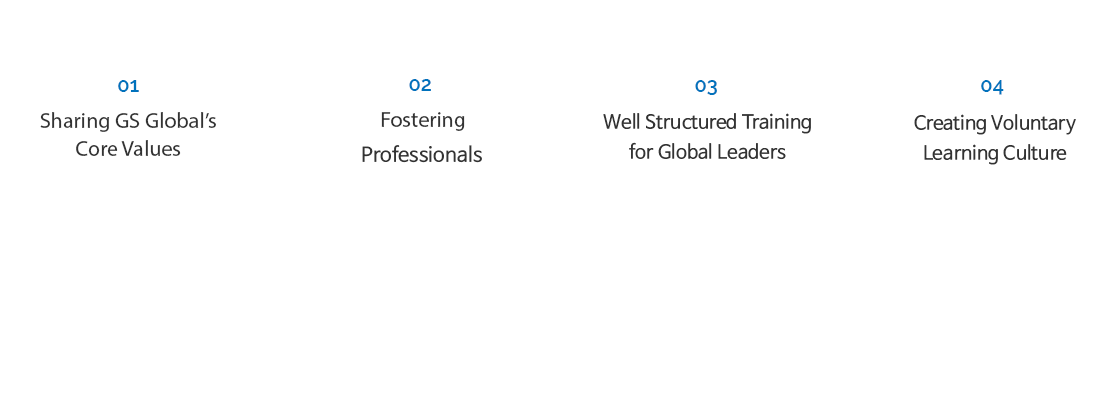 01
Sharing GS Global's
Core Values
02
Fostering
Professionals
03
Well Structured Training
for Global Leaders
04
Creating Voluntary
Learning Culture